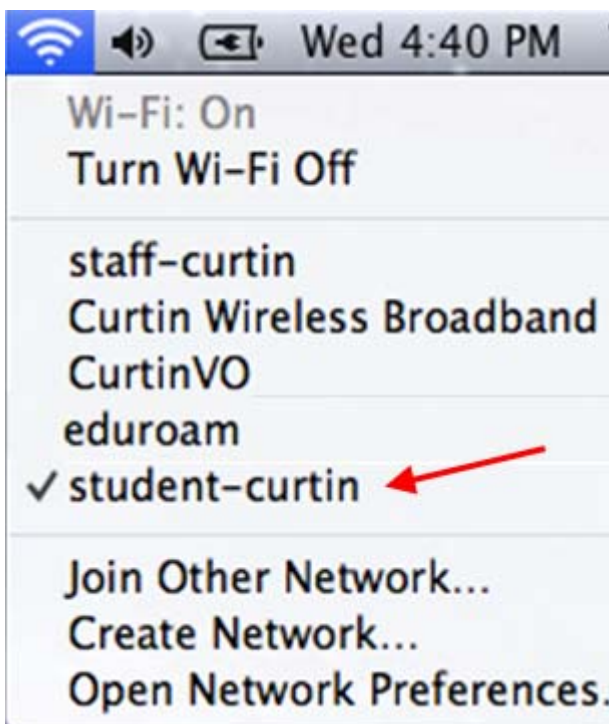 Wed 4:40 PM
Wi-Fi: On
Turn Wi-Fi Off
staff-curtin
Curtin Wireless Broadband
CurtinVO
eduroam
student-curtin
Join Other Network...
Create Network...
Open Network Preferences.